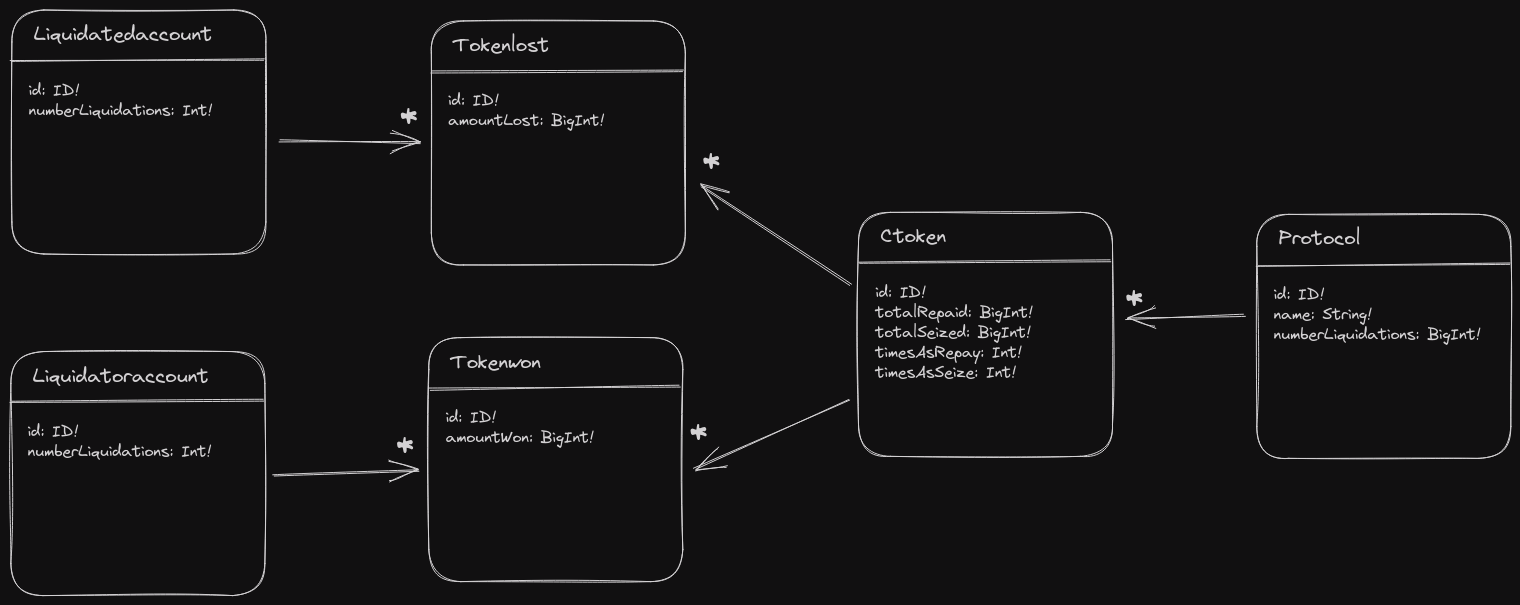 Liquidatedaccount
id: ID!
numberLiquidations: Int!
*
Tokenlost
id: ID!
amountLost: BigInt!
*
Liquidatoraccount
id: ID!
numberLiquidations: Int!
*
Tokenwon
id: ID!
amountWon: BigInt!
*
Ctoken
id: ID!
totalRepaid: BigInt!
totalSeized: BigInt!
timesAsRepay: Int!
timesAsSeize: Int!
*
Protocol
id: ID!
name: String!
numberLiquidations: BigInt!